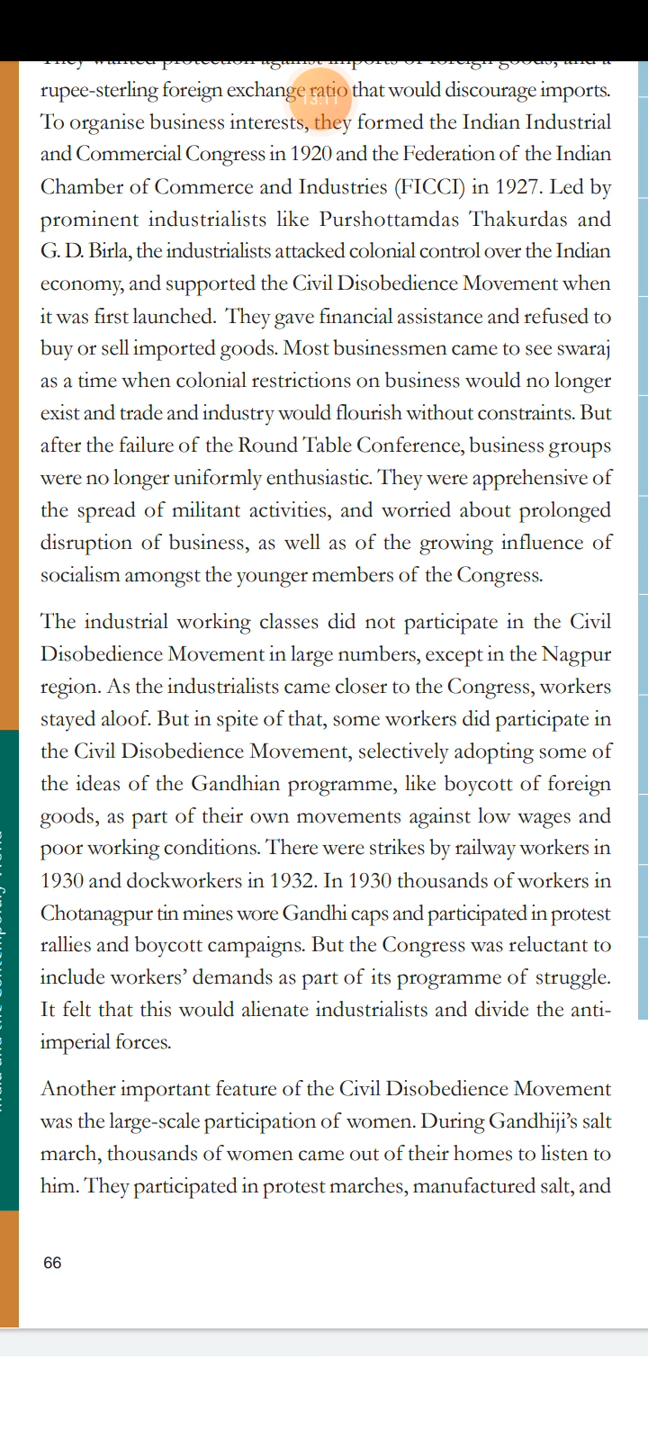 They wanted protection against imports of foreign goods, and a
rupee-sterling foreign exchange ratio that would discourage imports.
13:11
To organise business interests, they formed the Indian Industrial
and Commercial Congress in 1920 and the Federation of the Indian
Chamber of Commerce and Industries (FICCI) in 1927. Led by
prominent industrialists like Purshottamdas Thakurdas and
G. D. Birla, the industrialists attacked colonial control over the Indian
economy, and supported the Civil Disobedience Movement when
it was first launched. They gave financial assistance and refused to
buy or sell imported goods. Most businessmen came to see swaraj
as a time when colonial restrictions on business would no longer
exist and trade and industry would flourish without constraints. But
after the failure of the Round Table Conference, business groups
were no longer uniformly enthusiastic. They were apprehensive of
the spread of militant activities, and worried about prolonged
disruption of business, as well as of the growing influence of
socialism amongst the younger members of the Congress.
The industrial working classes did not participate in the Civil
Disobedience Movement in large numbers, except in the Nagpur
region. As the industrialists came closer to the Congress, workers
stayed aloof. But in spite of that, some workers did participate in
the Civil Disobedience Movement, selectively adopting some of
the ideas of the Gandhian programme, like boycott of foreign
goods, as part of their own movements against low wages and
poor working conditions. There were strikes by railway workers in
1930 and dockworkers in 1932. In 1930 thousands of workers in
Chotanagpur tin mines wore Gandhi caps and participated in protest
rallies and boycott campaigns. But the Congress was reluctant to
include workers' demands as part of its programme of struggle.
It felt that this would alienate industrialists and divide the anti-
imperial forces.
Another important feature of the Civil Disobedience Movement
was the large-scale participation of women. During Gandhiji's salt
march, thousands of women came out of their homes to listen to
him. They participated in protest marches, manufactured salt, and
66